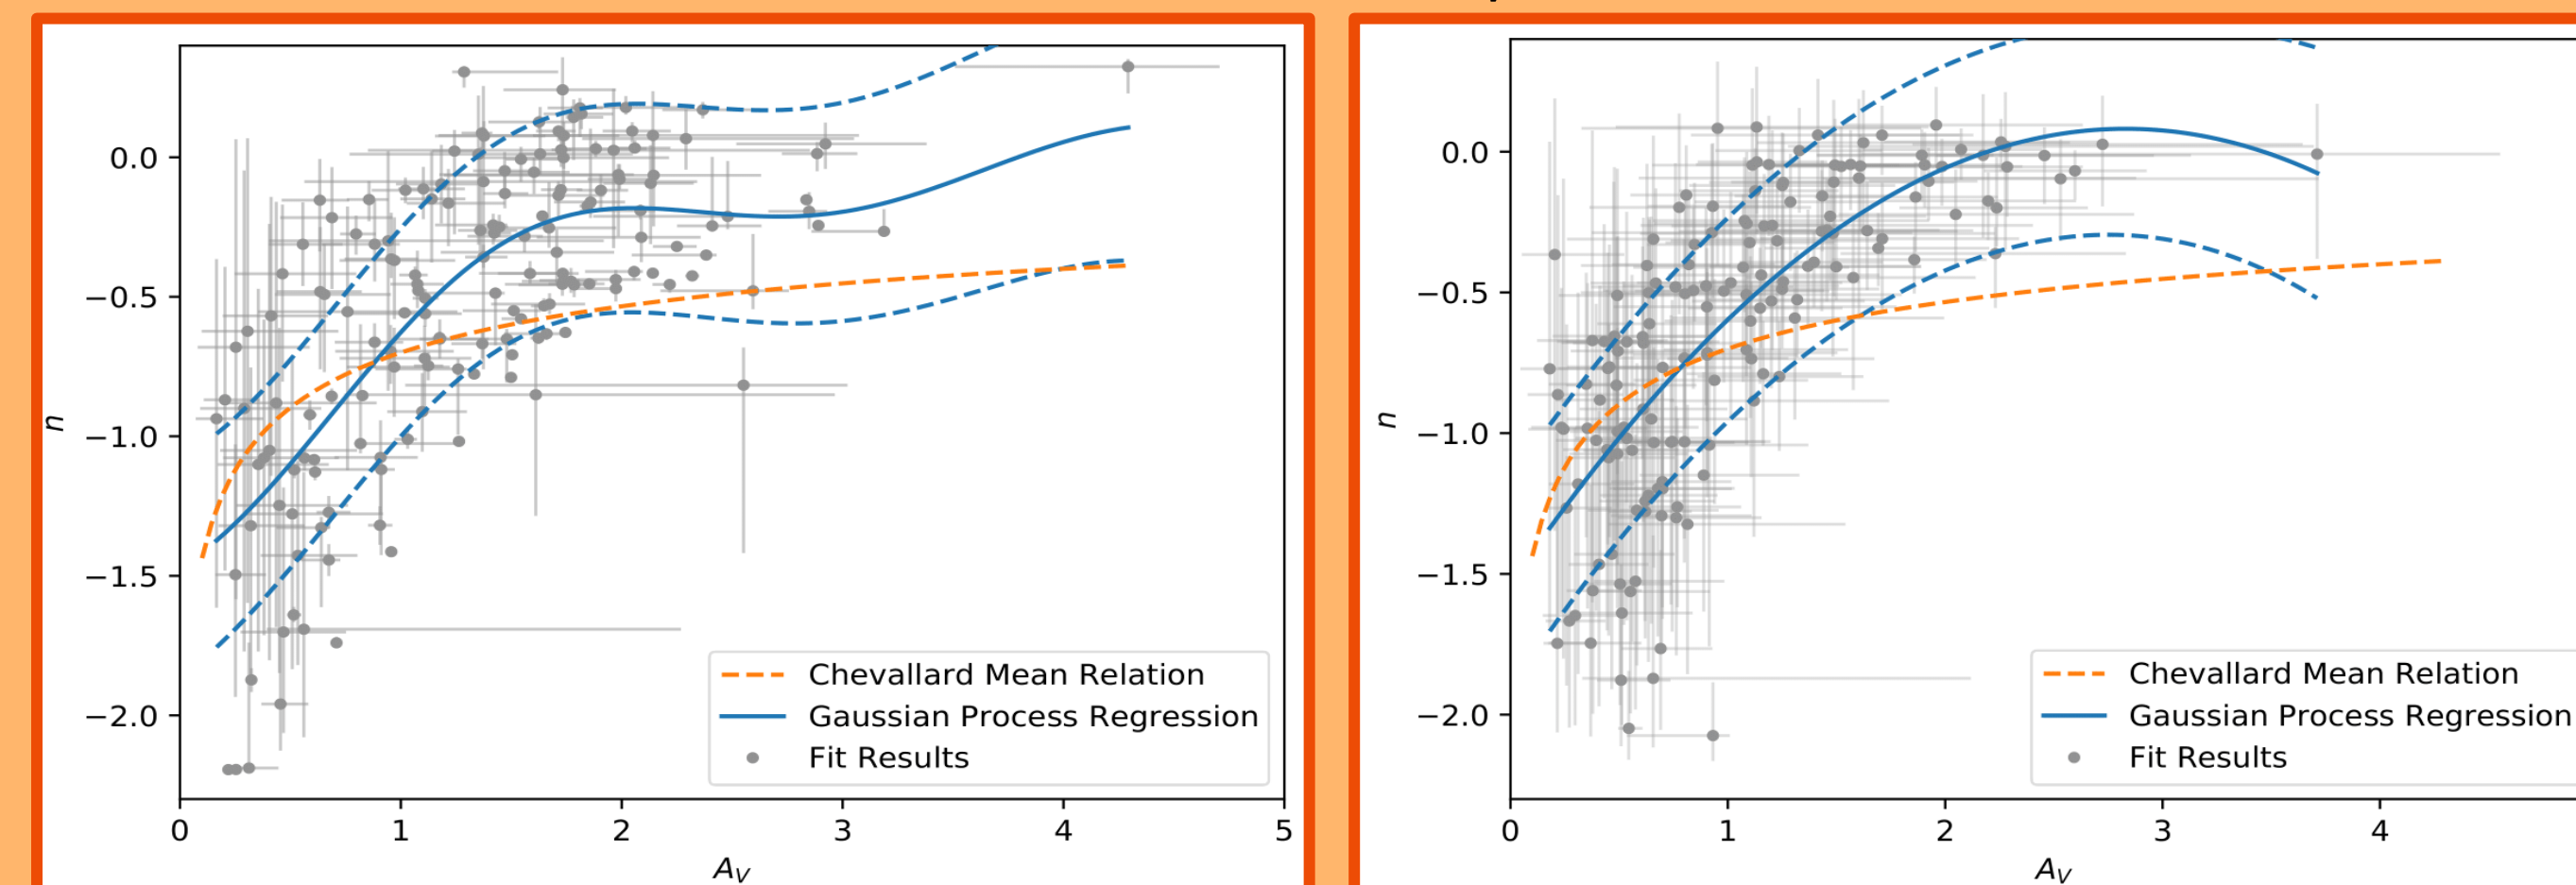 0.0
−0.5
−1.0
−1.5
−2.0
n
0
1
2
3
4
5
A_V
Chevallard Mean Relation
Gaussian Process Regression
Fit Results
0.0
−0.5
−1.0
−1.5
−2.0
n
0
1
2
3
4
A_V
Chevallard Mean Relation
Gaussian Process Regression
Fit Results